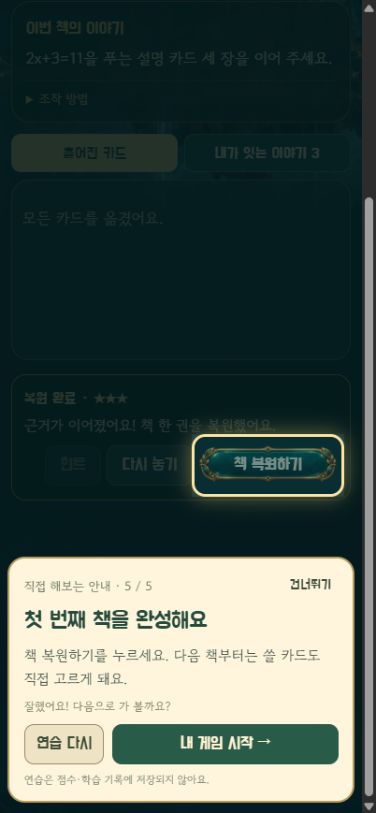 이번 책의 이야기
2x+3=11을 푸는 설명 카드 세 장을 이어 주세요.
▶ 조작 방법
흩어진 카드
내가 잇는 이야기 3
모든 카드를 옮겼어요.
복원 완료 · ★★★
근거가 이어졌어요! 책 한 권을 복원했어요.
힌트
다시 놓기
책 복원하기
직접 해보는 안내 · 5 / 5
건너뛰기
첫 번째 책을 완성해요
책 복원하기를 누르세요. 다음 책부터는 쓸 카드도
직접 고르게 돼요.
잘했어요! 다음으로 가 볼까요?
연습 다시
내 게임 시작 →
연습은 점수·학습 기록에 저장되지 않아요.